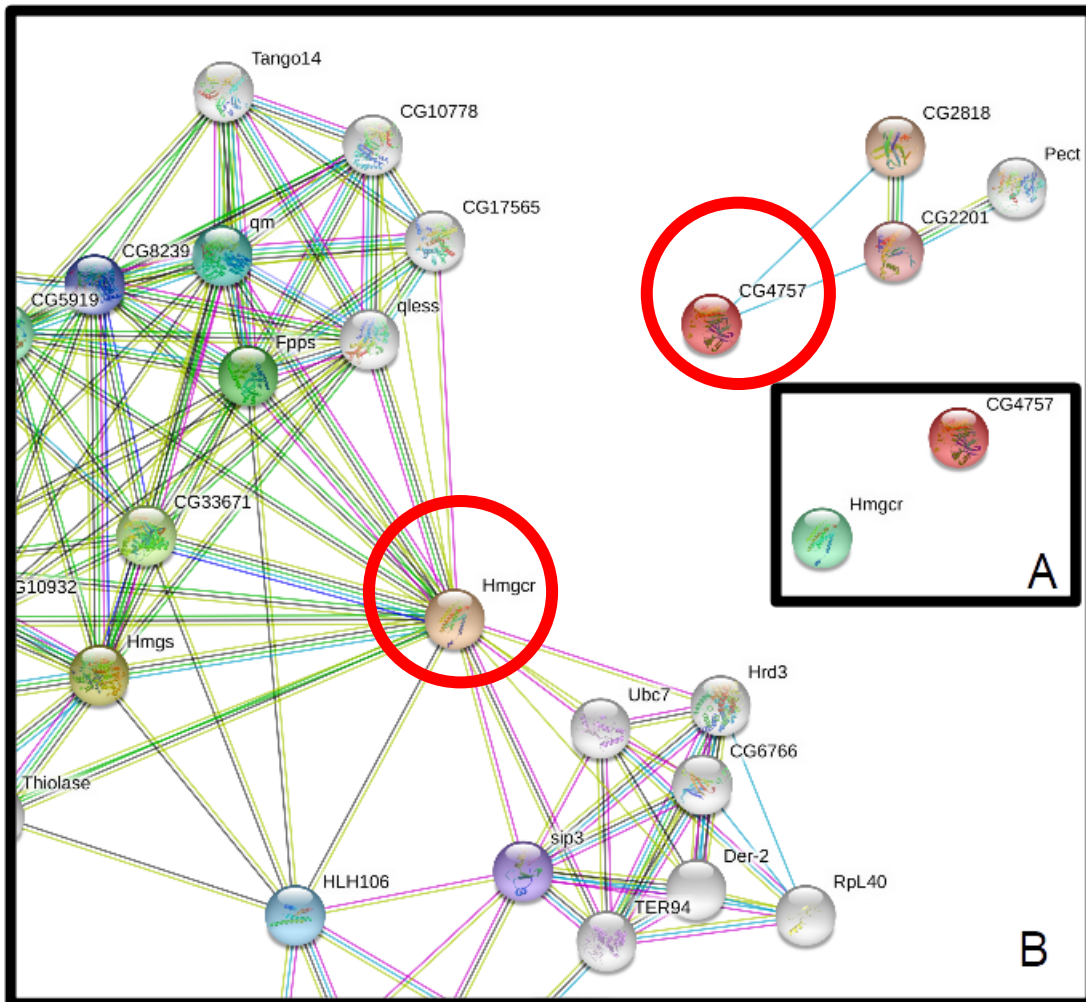 Tango14
CG10778
CG2818
Pect
CG17565
qm
CG2201
CG8239
CG4757
CG5919
qless
Fpps
CG4757
CG33671
Hmgcr
Hmgcr
A
G10932
Hmgs
Hrd3
Ubc7
CG6766
Thiolase
sip3
Der-2
HLH106
RpL40
TER94
B